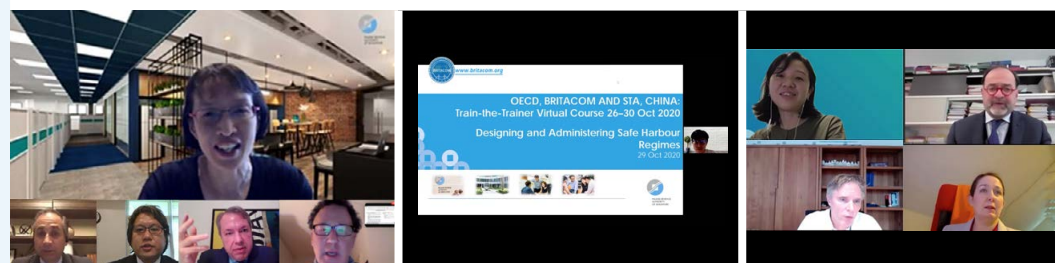 www.britacom.org
OECD, BRITACOM AND STA, CHINA:
Train-the-Trainer Virtual Course 26–30 Oct 2020
Designing and Administering Safe Harbour
Regimes
29 Oct 2020